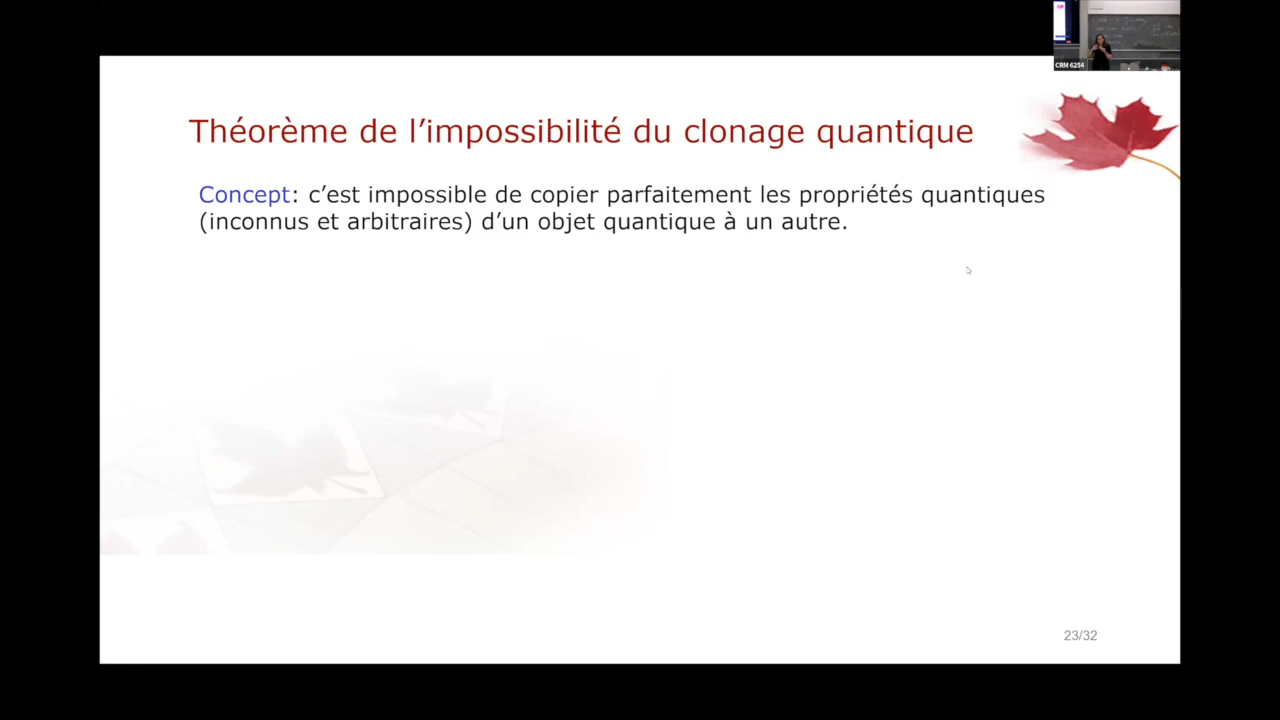 CRM 6254
Théorème de l’impossibilité du clonage quantique
Concept: c’est impossible de copier parfaitement les propriétés quantiques
(inconnus et arbitraires) d’un objet quantique à un autre.
23/32